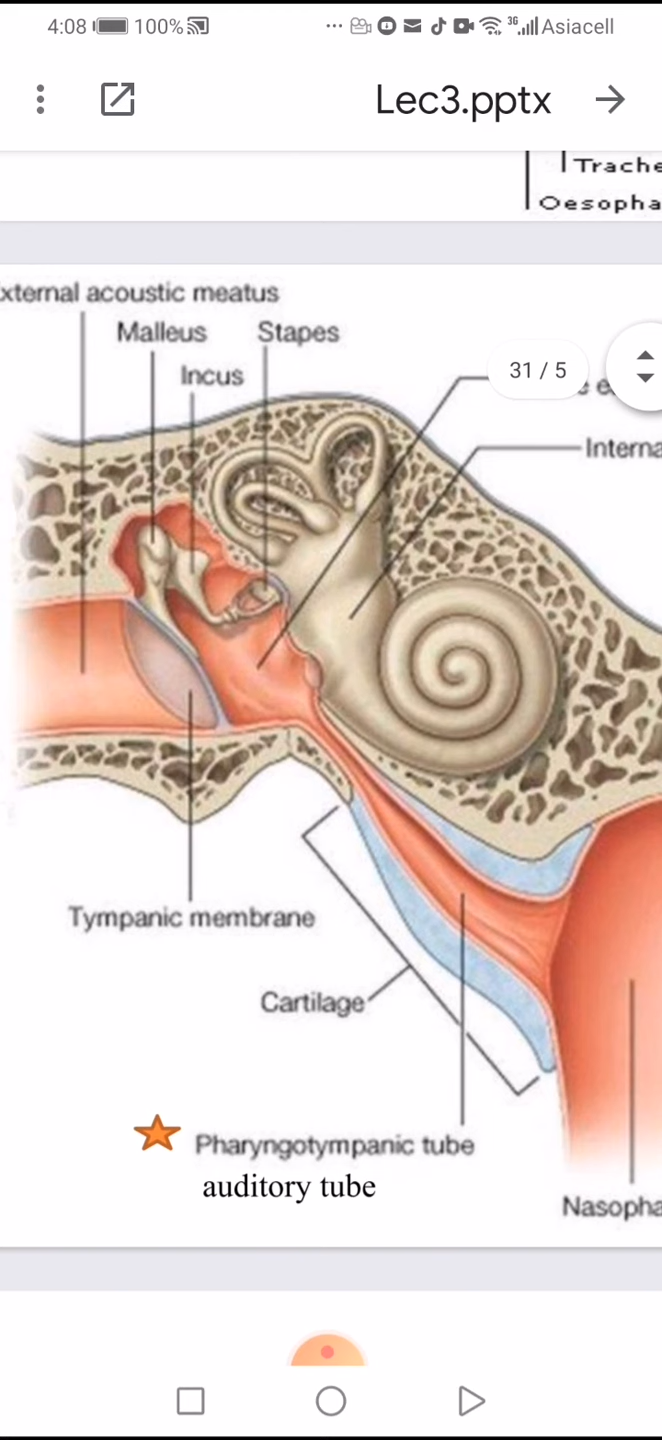 4:08 100% 3G Asiacell
Lec3.pptx
Trache
Oesopha
xternal acoustic meatus
Malleus Stapes
Incus
31 / 5
Interna
Tympanic membrane
Cartilage
Pharyngotympanic tube
auditory tube
Nasopha